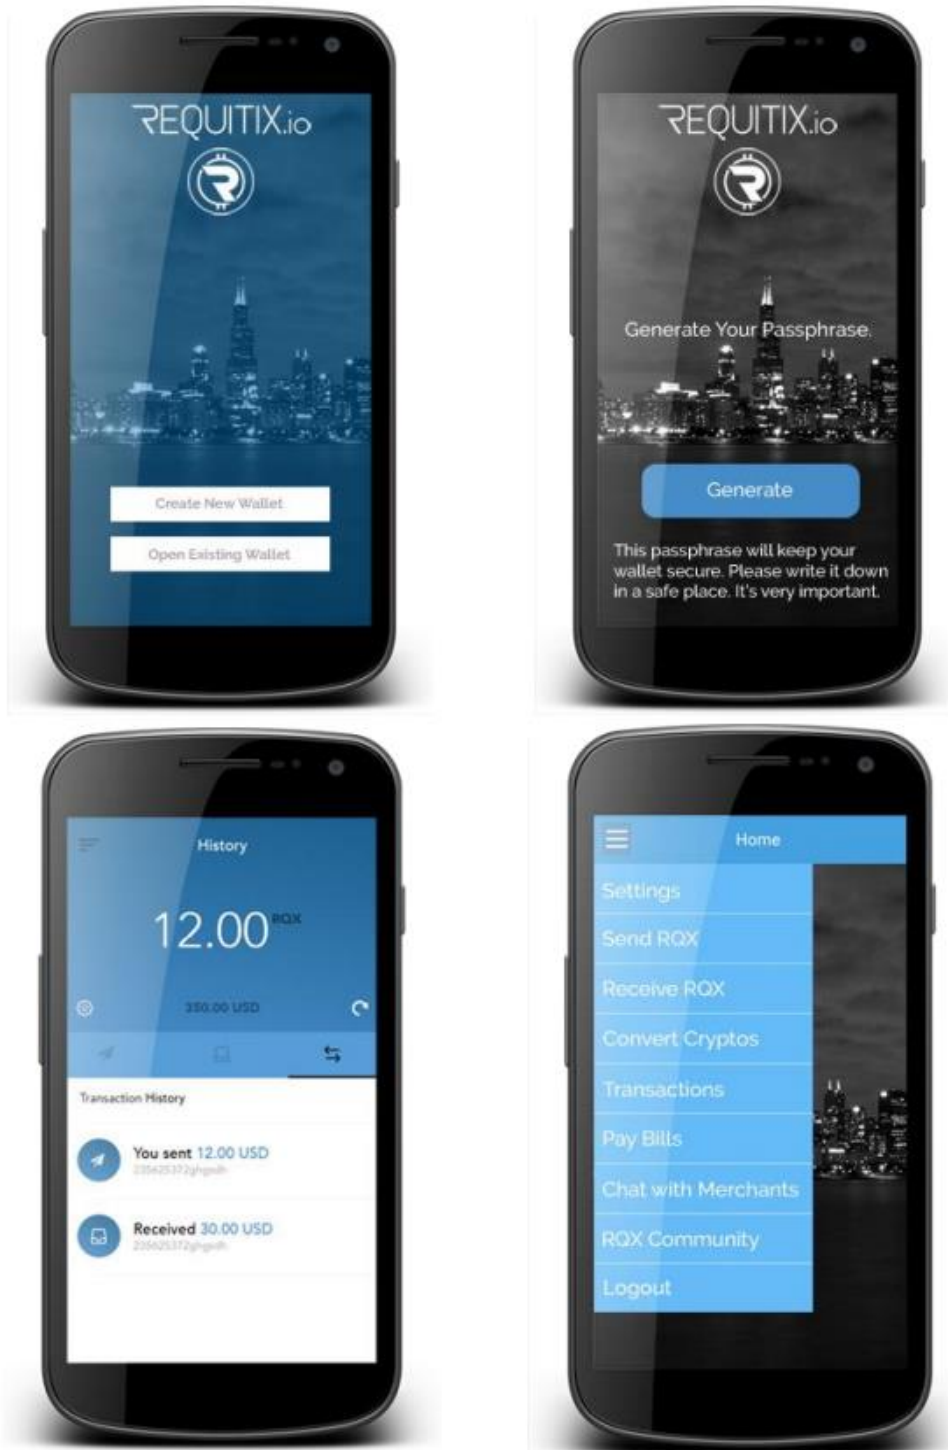 REQUITIX.io
Create New Wallet
Open Existing Wallet
REQUITIX.io
Generate Your Passphrase.
Generate
This passphrase will keep your
wallet secure. Please write it down
in a safe place. It's very important.
History
12.00 RQX
350.00 USD
Transaction History
You sent 12.00 USD
Received 30.00 USD
Home
Settings
Send RQX
Receive RQX
Convert Cryptos
Transactions
Pay Bills
Chat with Merchants
RQX Community
Logout